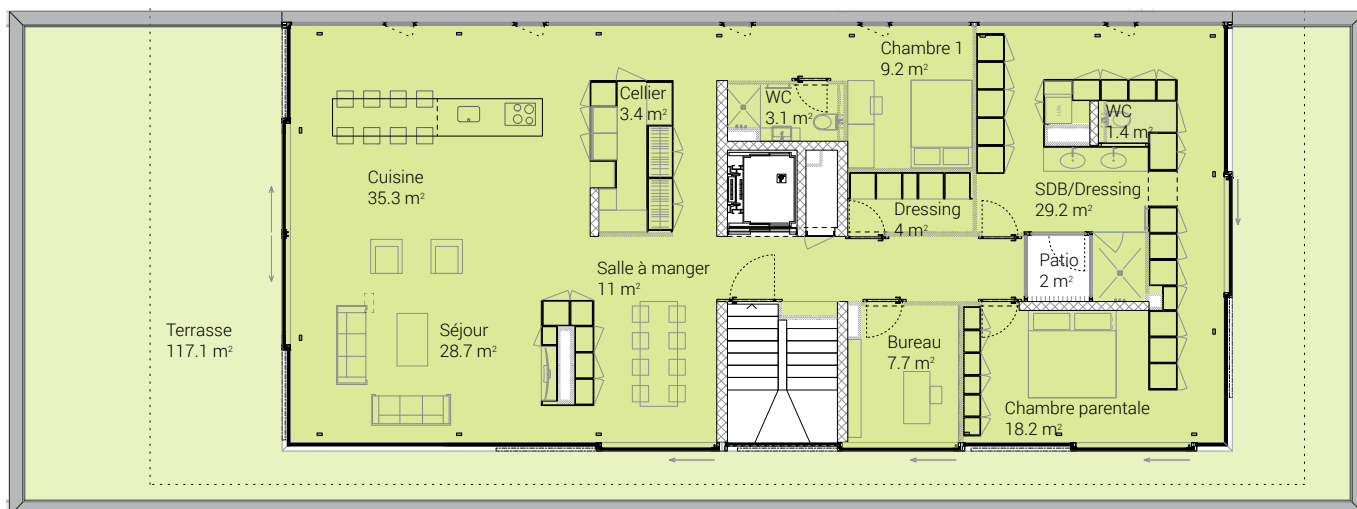 Chambre 1
9.2 m²
Cellier
3.4 m²
WC
3.1 m²
WC
1.4 m²
Cuisine
35.3 m²
SDB/Dressing
29.2 m²
Dressing
4 m²
Salle à manger
11 m²
Patio
2 m²
Terrasse
117.1 m²
Séjour
28.7 m²
Bureau
7.7 m²
Chambre parentale
18.2 m²